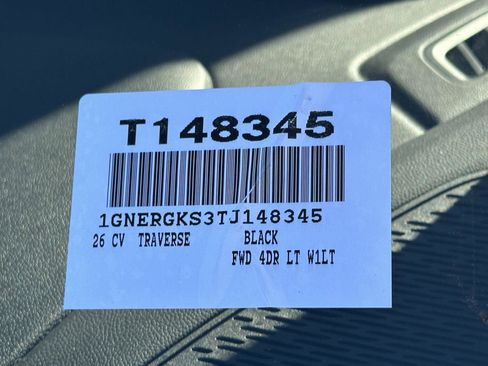 T148345
1GNERGKS3TJ148345
26 CV TRAVERSE BLACK
FWD 4DR LT W1LT